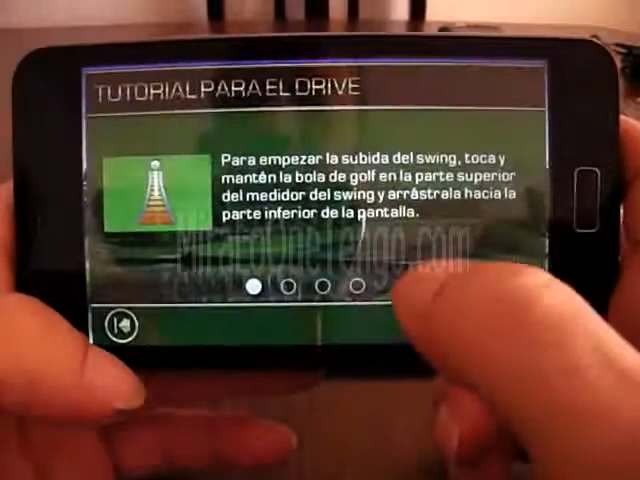 TUTORIAL PARA EL DRIVE
Para empezar la subida del swing, toca y
mantén la bola de golf en la parte superior
del medidor del swing y arrástrala hacia la
parte inferior de la pantalla.